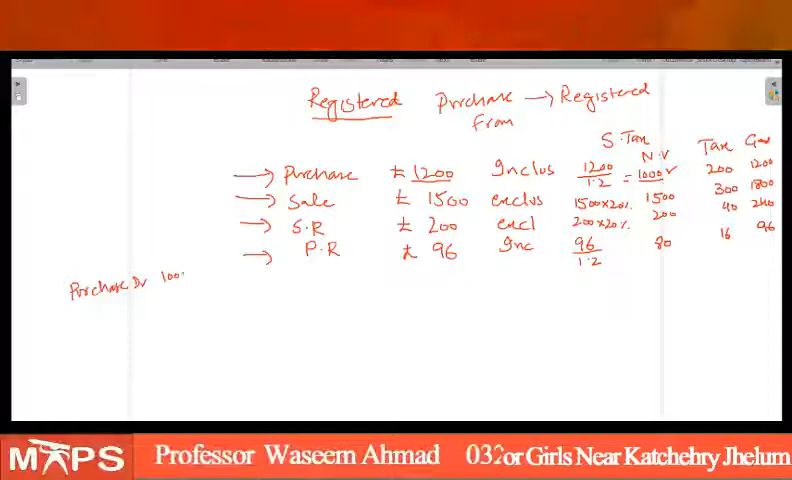 Registered Purchase → Registered
From
S.Tax
N.V Tax
→ Purchase £ 1200 Inclus 1200/1.2 = 1000 200 1200
→ Sale £ 1500 exclus 1500×20% 1500 300 1800
→ S.R £ 200 excl 200×20% 200 40 240
→ P.R £ 96 Inc 96/1.2 80 16 96
Purchase Dr 100
MAPS Professor Waseem Ahmad 032or Girls Near Katchehry Jhelum